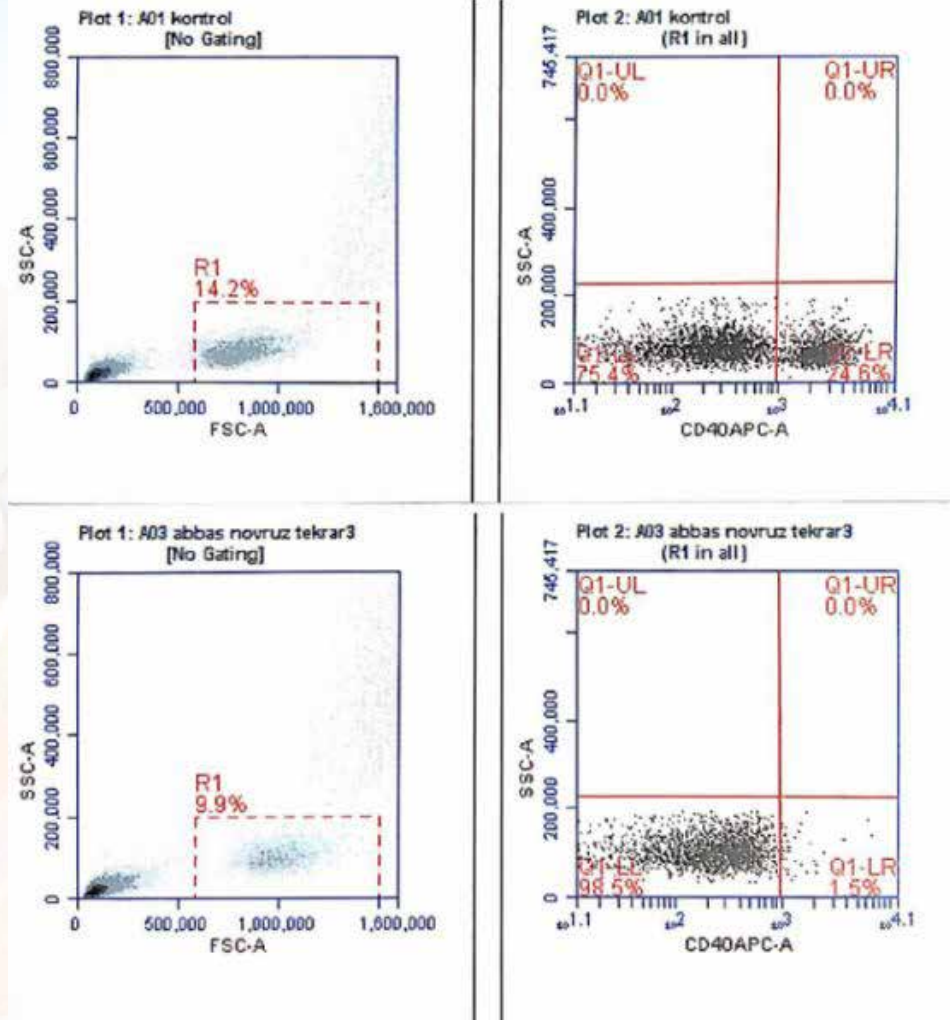 Plot 1: A01 kontrol
[No Gating]
800,000
600,000
400,000
200,000
0
SSC-A
R1
14.2%
0
500,000
1,000,000
1,600,000
FSC-A
Plot 2: A01 kontrol
(R1 in all)
746,417
400,000
200,000
0
SSC-A
Q1-UL
0.0%
Q1-UR
0.0%
75.4%
24.6%
CD40APC-A
Plot 1: A03 abbas novruz tekrar3
[No Gating]
800,000
600,000
400,000
200,000
0
SSC-A
R1
9.9%
0
500,000
1,000,000
1,600,000
FSC-A
Plot 2: A03 abbas novruz tekrar3
(R1 in all)
746,417
400,000
200,000
0
SSC-A
Q1-UL
0.0%
Q1-UR
0.0%
Q1-LL
98.5%
Q1-LR
1.5%
CD40APC-A